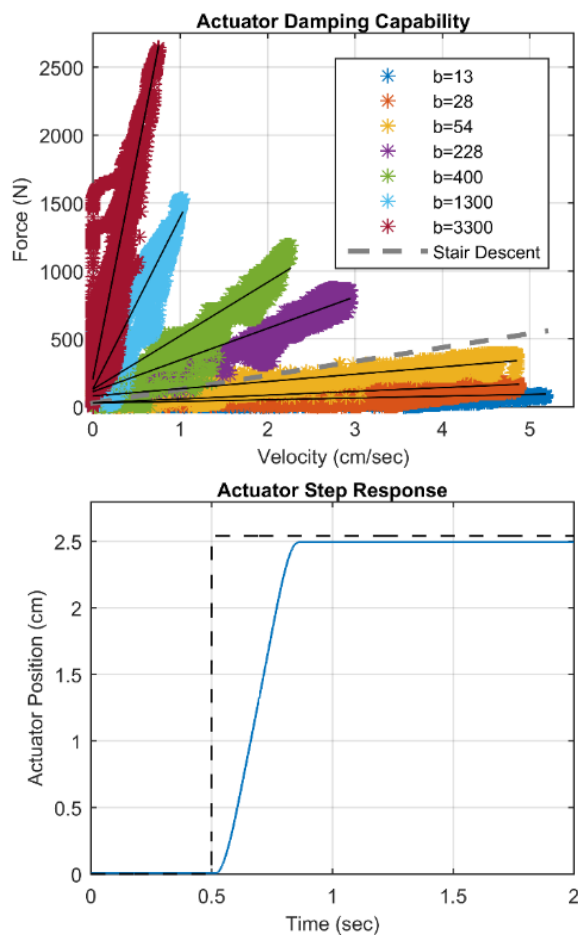 Actuator Damping Capability
2500
2000
1500
1000
500
0
Force (N)
b=13
b=28
b=54
b=228
b=400
b=1300
b=3300
Stair Descent
0 1 2 3 4 5
Velocity (cm/sec)
Actuator Step Response
2.5
2
1.5
1
0.5
0
Actuator Position (cm)
0 0.5 1 1.5 2
Time (sec)